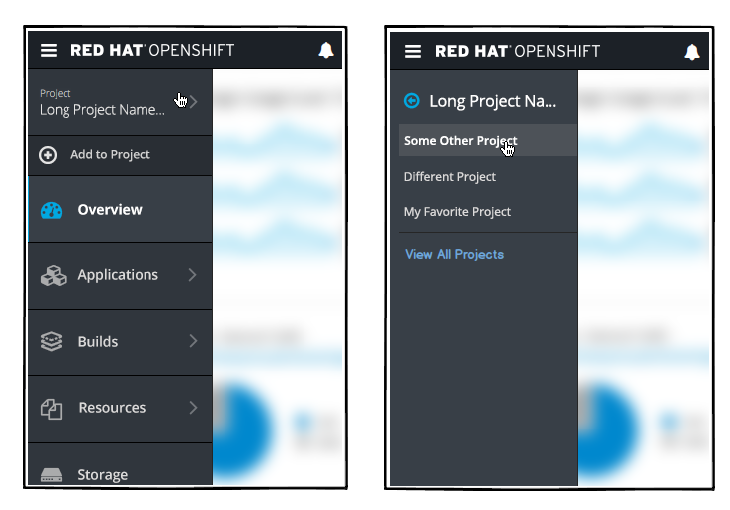 RED HAT OPENSHIFT
Project
Long Project Name...
Add to Project
Overview
Applications
Builds
Resources
Storage
RED HAT OPENSHIFT
Long Project Na...
Some Other Project
Different Project
My Favorite Project
View All Projects